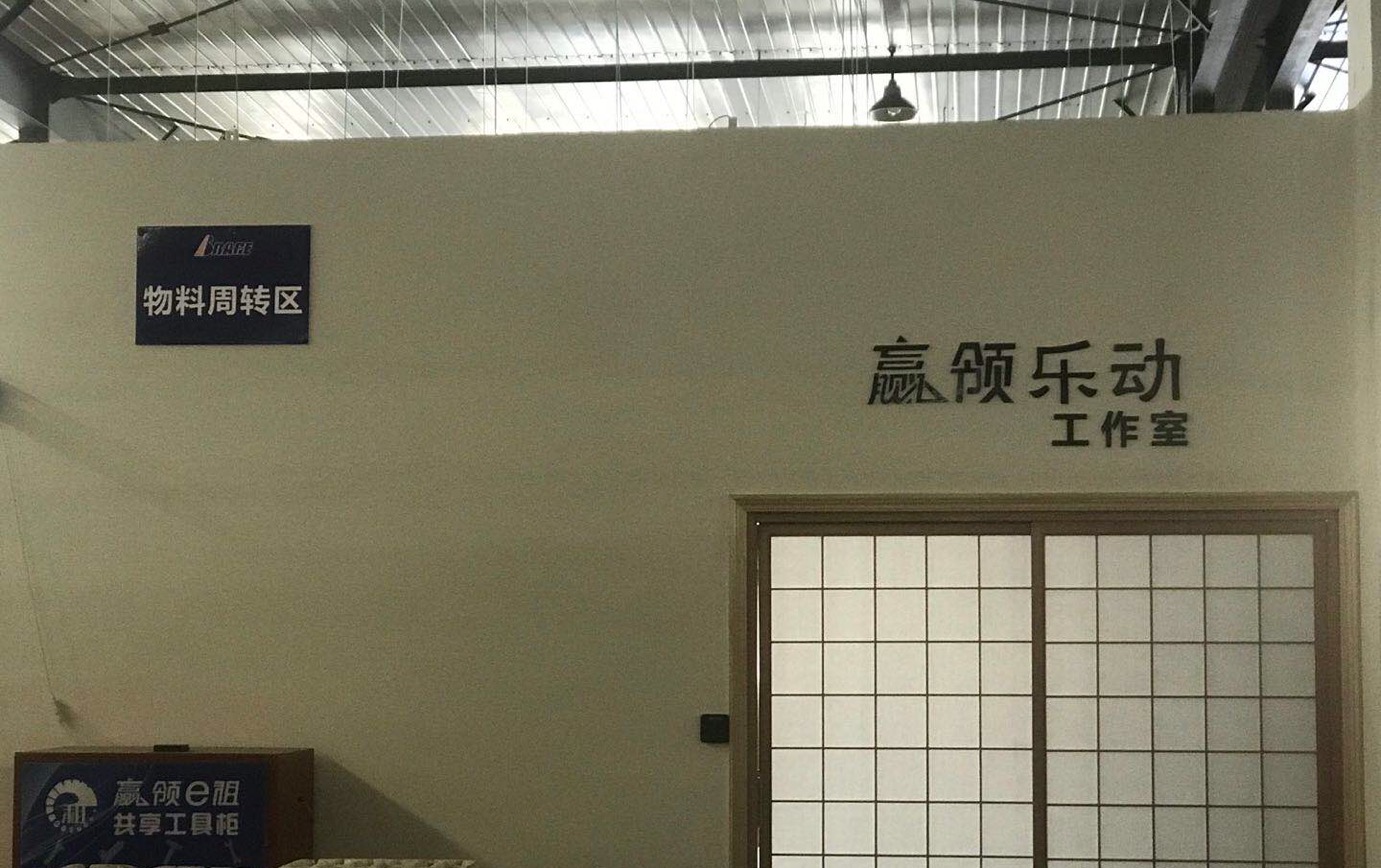 物料周转区
赢领乐动
工作室
赢领e租
共享工具柜
租